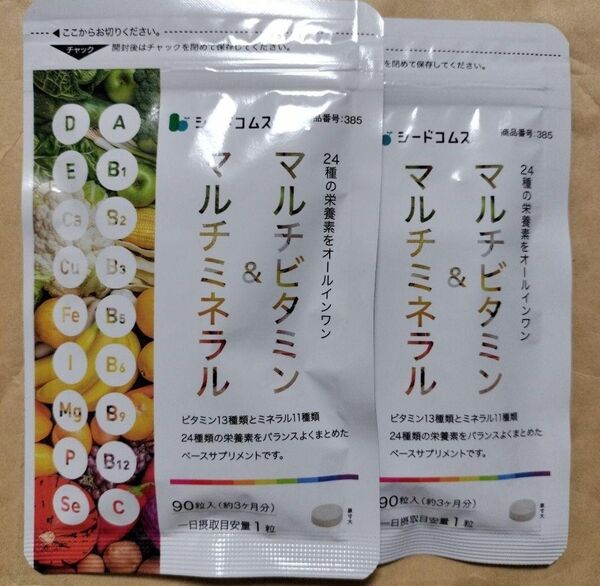 ここからお切りください。
チャック
開封後はチャックを閉めて保存してください。
シードコムス
品番号:385
24種の栄養素をオールインワン
マルチビタミン
&
マルチミネラル
D
A
E
B1
Ca
B2
Cu
B3
Fe
B5
I
B6
Mg
B9
P
B12
Se
C
ビタミン13種類とミネラル11種類
24種類の栄養素をバランスよくまとめた
ベースサプリメントです。
90粒入(約3ヶ月分)
一日摂取目安量1粒
原寸大
を閉めて保存してください。
シードコムス
商品番号:385
24種の栄養素をオールインワン
マルチビタミン
&
マルチミネラル
ビタミン13種類とミネラル11種類
24種類の栄養素をバランスよくまとめた
ベースサプリメントです。
90粒入(約3ヶ月分)
一日摂取目安量1粒
原寸大